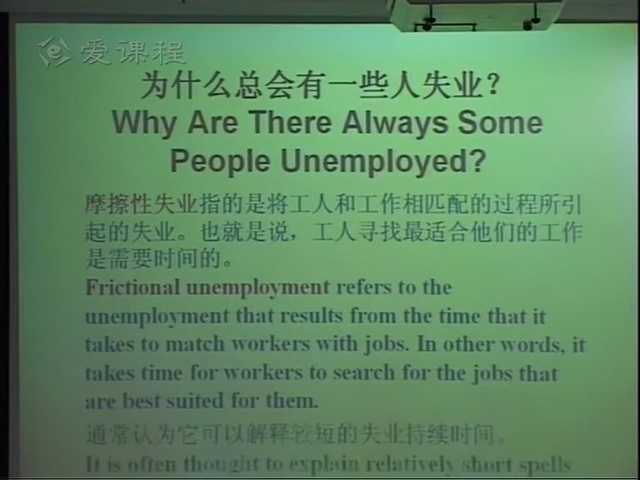 爱课程
为什么总会有一些人失业？
Why Are There Always Some
People Unemployed?
摩擦性失业指的是将工人和工作相匹配的过程所引
起的失业。也就是说，工人寻找最适合他们的工作
是需要时间的。
Frictional unemployment refers to the
unemployment that results from the time that it
takes to match workers with jobs. In other words, it
takes time for workers to search for the jobs that
are best suited for them.
通常认为它可以解释较短的失业持续时间。
It is often thought to explain relatively short spells